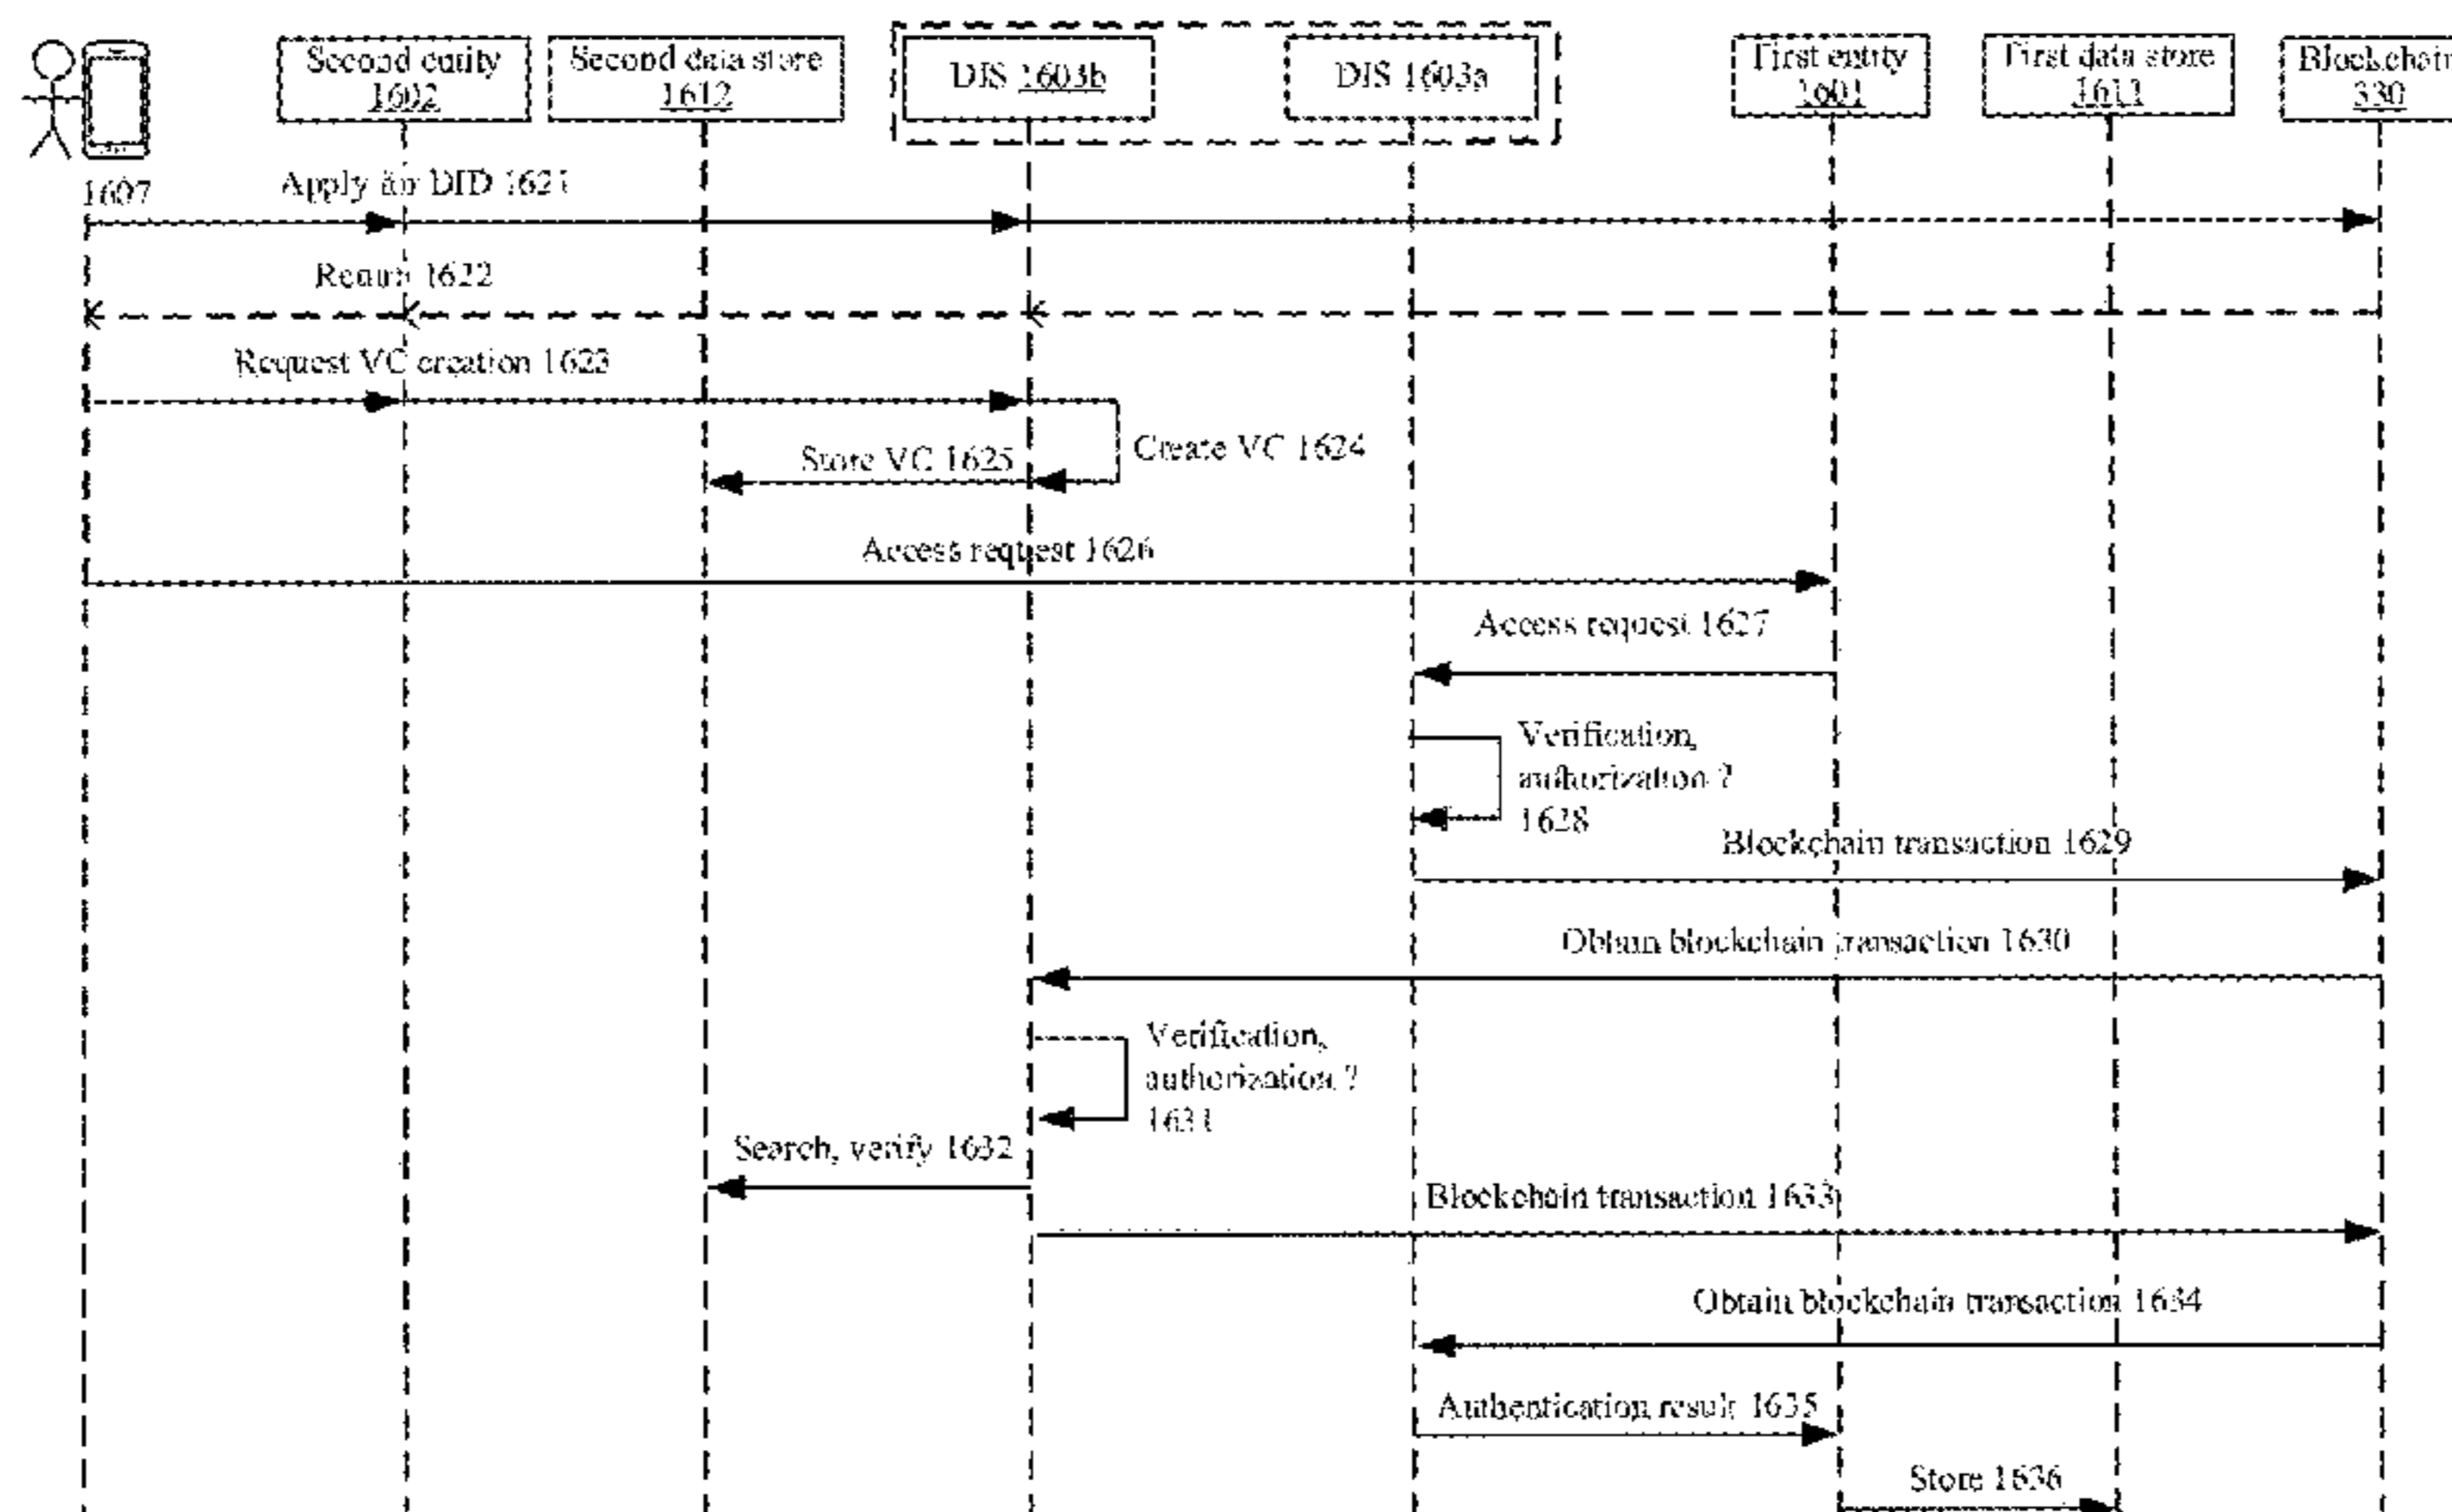 Second entity
1602
Second data store
1612
DIS 1603b
DIS 1603a
First entity
1601
First data store
1611
Blockchain
330
1607
Apply for DID 1621
Return 1622
Request VC creation 1623
Create VC 1624
Store VC 1625
Access request 1626
Access request 1627
Verification,
authorization ?
1628
Blockchain transaction 1629
Obtain blockchain transaction 1630
Verification,
authorization ?
1631
Search, verify 1632
Blockchain transaction 1633
Obtain blockchain transaction 1634
Authentication result 1635
Store 1636